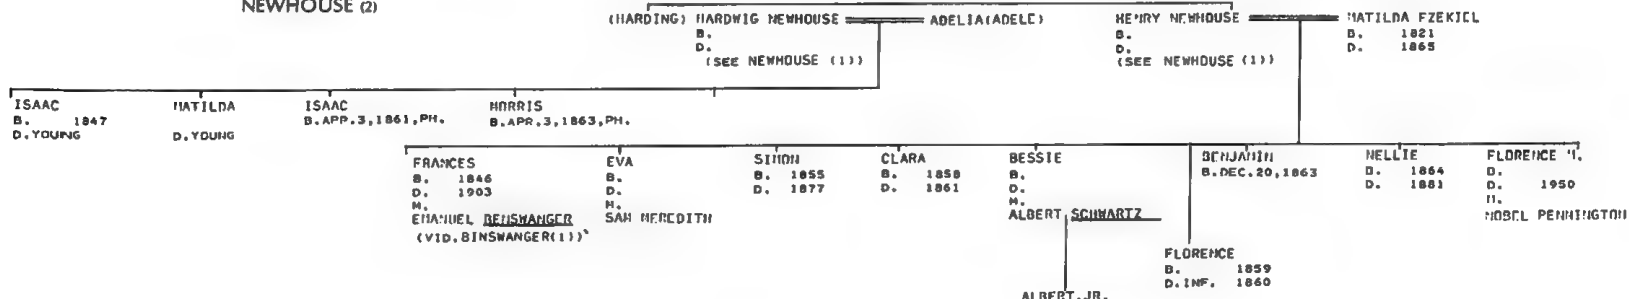 NEWHOUSE (2)
(HARDING) HARDWIG NEWHOUSE ADELIA(ADELE) HENRY NEWHOUSE MATILDA EZEKIEL
B. B. B. 1821
D. D. D. 1865
(SEE NEWHOUSE (1)) (SEE NEWHOUSE (1))
ISAAC MATILDA ISAAC MORRIS
B. 1847 B.APR.3,1861,PH. B.APR.3,1863,PH.
D.YOUNG D.YOUNG
FRANCES EVA SIMON CLARA BESSIE BENJAMIN NELLIE FLORENCE M.
B. 1846 B. B. 1855 B. 1858 B. B.DEC.20,1863 B. 1864 B.
D. 1903 D. D. 1877 D. 1861 D. D. 1881 D. 1950
M. M. M. M.
EMANUEL BENSWANGER SAM MEREDITH ALBERT SCHWARTZ NOBEL PENNINGTON
(VID.BINSWANGER(1))
FLORENCE
B. 1859
D.INF. 1860
ALBERT,JR.